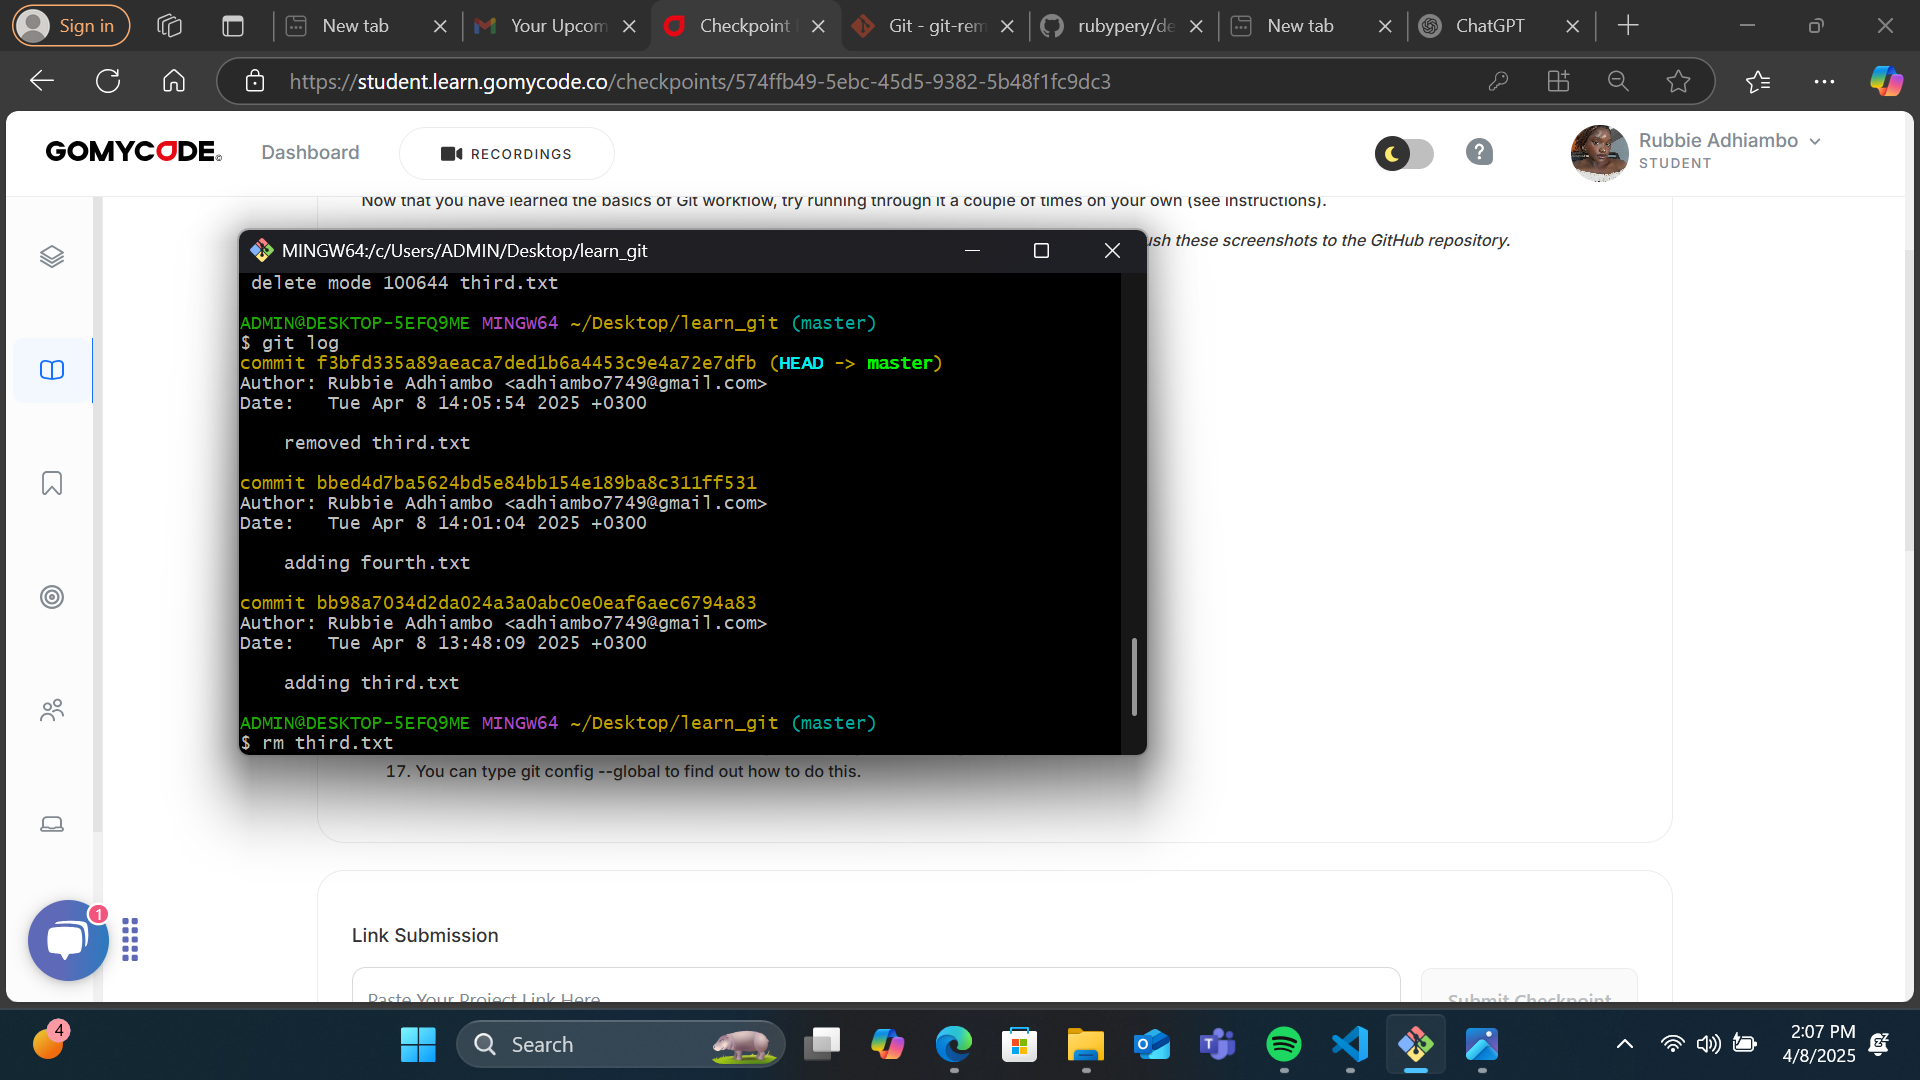 Sign in
New tab
Your Upcom
Checkpoint
Git - git-rem
rubypery/de
New tab
ChatGPT
https://student.learn.gomycode.co/checkpoints/574ffb49-5ebc-45d5-9382-5b48f1fc9dc3
GOMYCODE
Dashboard
RECORDINGS
?
Rubbie Adhiambo
STUDENT
Now that you have learned the basics of Git workflow, try running through it a couple of times on your own (see instructions).
ush these screenshots to the GitHub repository.
MINGW64:/c/Users/ADMIN/Desktop/learn_git
delete mode 100644 third.txt
ADMIN@DESKTOP-5EFQ9ME MINGW64 ~/Desktop/learn_git (master)
$ git log
commit f3bfd335a89aeaca7ded1b6a4453c9e4a72e7dfb (HEAD -> master)
Author: Rubbie Adhiambo <adhiambo7749@gmail.com>
Date:   Tue Apr 8 14:05:54 2025 +0300
removed third.txt
commit bbed4d7ba5624bd5e84bb154e189ba8c311ff531
Author: Rubbie Adhiambo <adhiambo7749@gmail.com>
Date:   Tue Apr 8 14:01:04 2025 +0300
adding fourth.txt
commit bb98a7034d2da024a3a0abc0e0eaf6aec6794a83
Author: Rubbie Adhiambo <adhiambo7749@gmail.com>
Date:   Tue Apr 8 13:48:09 2025 +0300
adding third.txt
ADMIN@DESKTOP-5EFQ9ME MINGW64 ~/Desktop/learn_git (master)
$ rm third.txt
17. You can type git config --global to find out how to do this.
1
Link Submission
Paste Your Project Link Here
Submit Checkpoint
4
Search
2:07 PM
4/8/2025